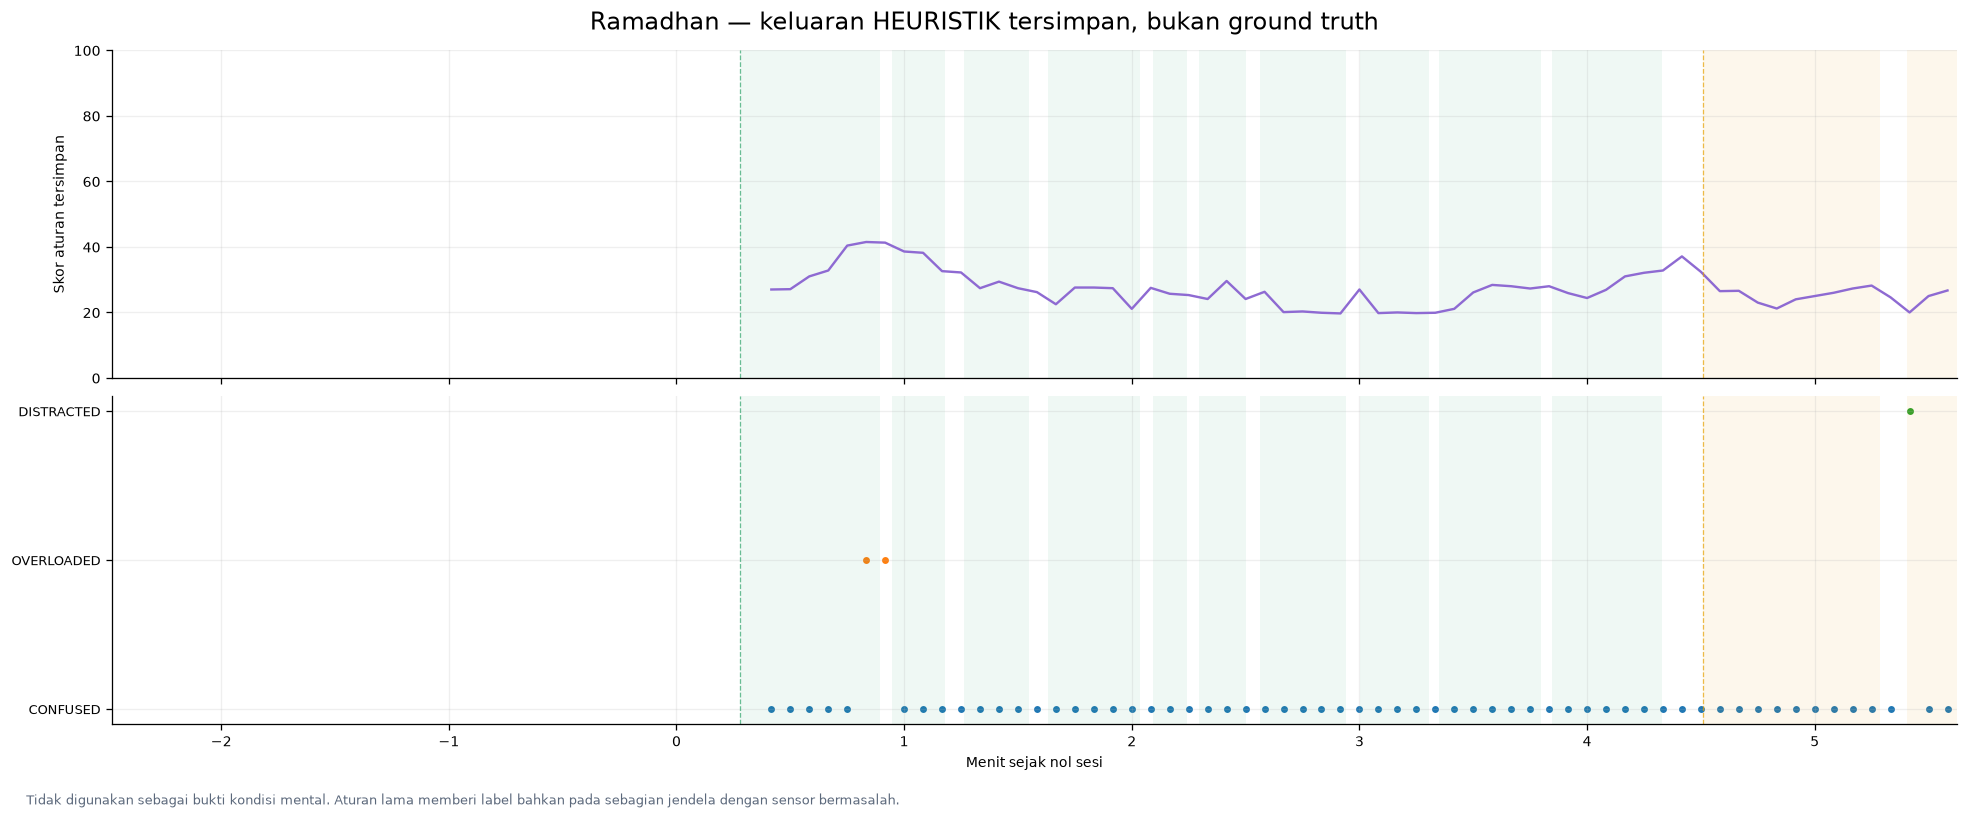 Ramadhan — keluaran HEURISTIK tersimpan, bukan ground truth
Skor aturan tersimpan
100
80
60
40
20
0
DISTRACTED
OVERLOADED
CONFUSED
−2
−1
0
1
2
3
4
5
Menit sejak nol sesi
Tidak digunakan sebagai bukti kondisi mental. Aturan lama memberi label bahkan pada sebagian jendela dengan sensor bermasalah.